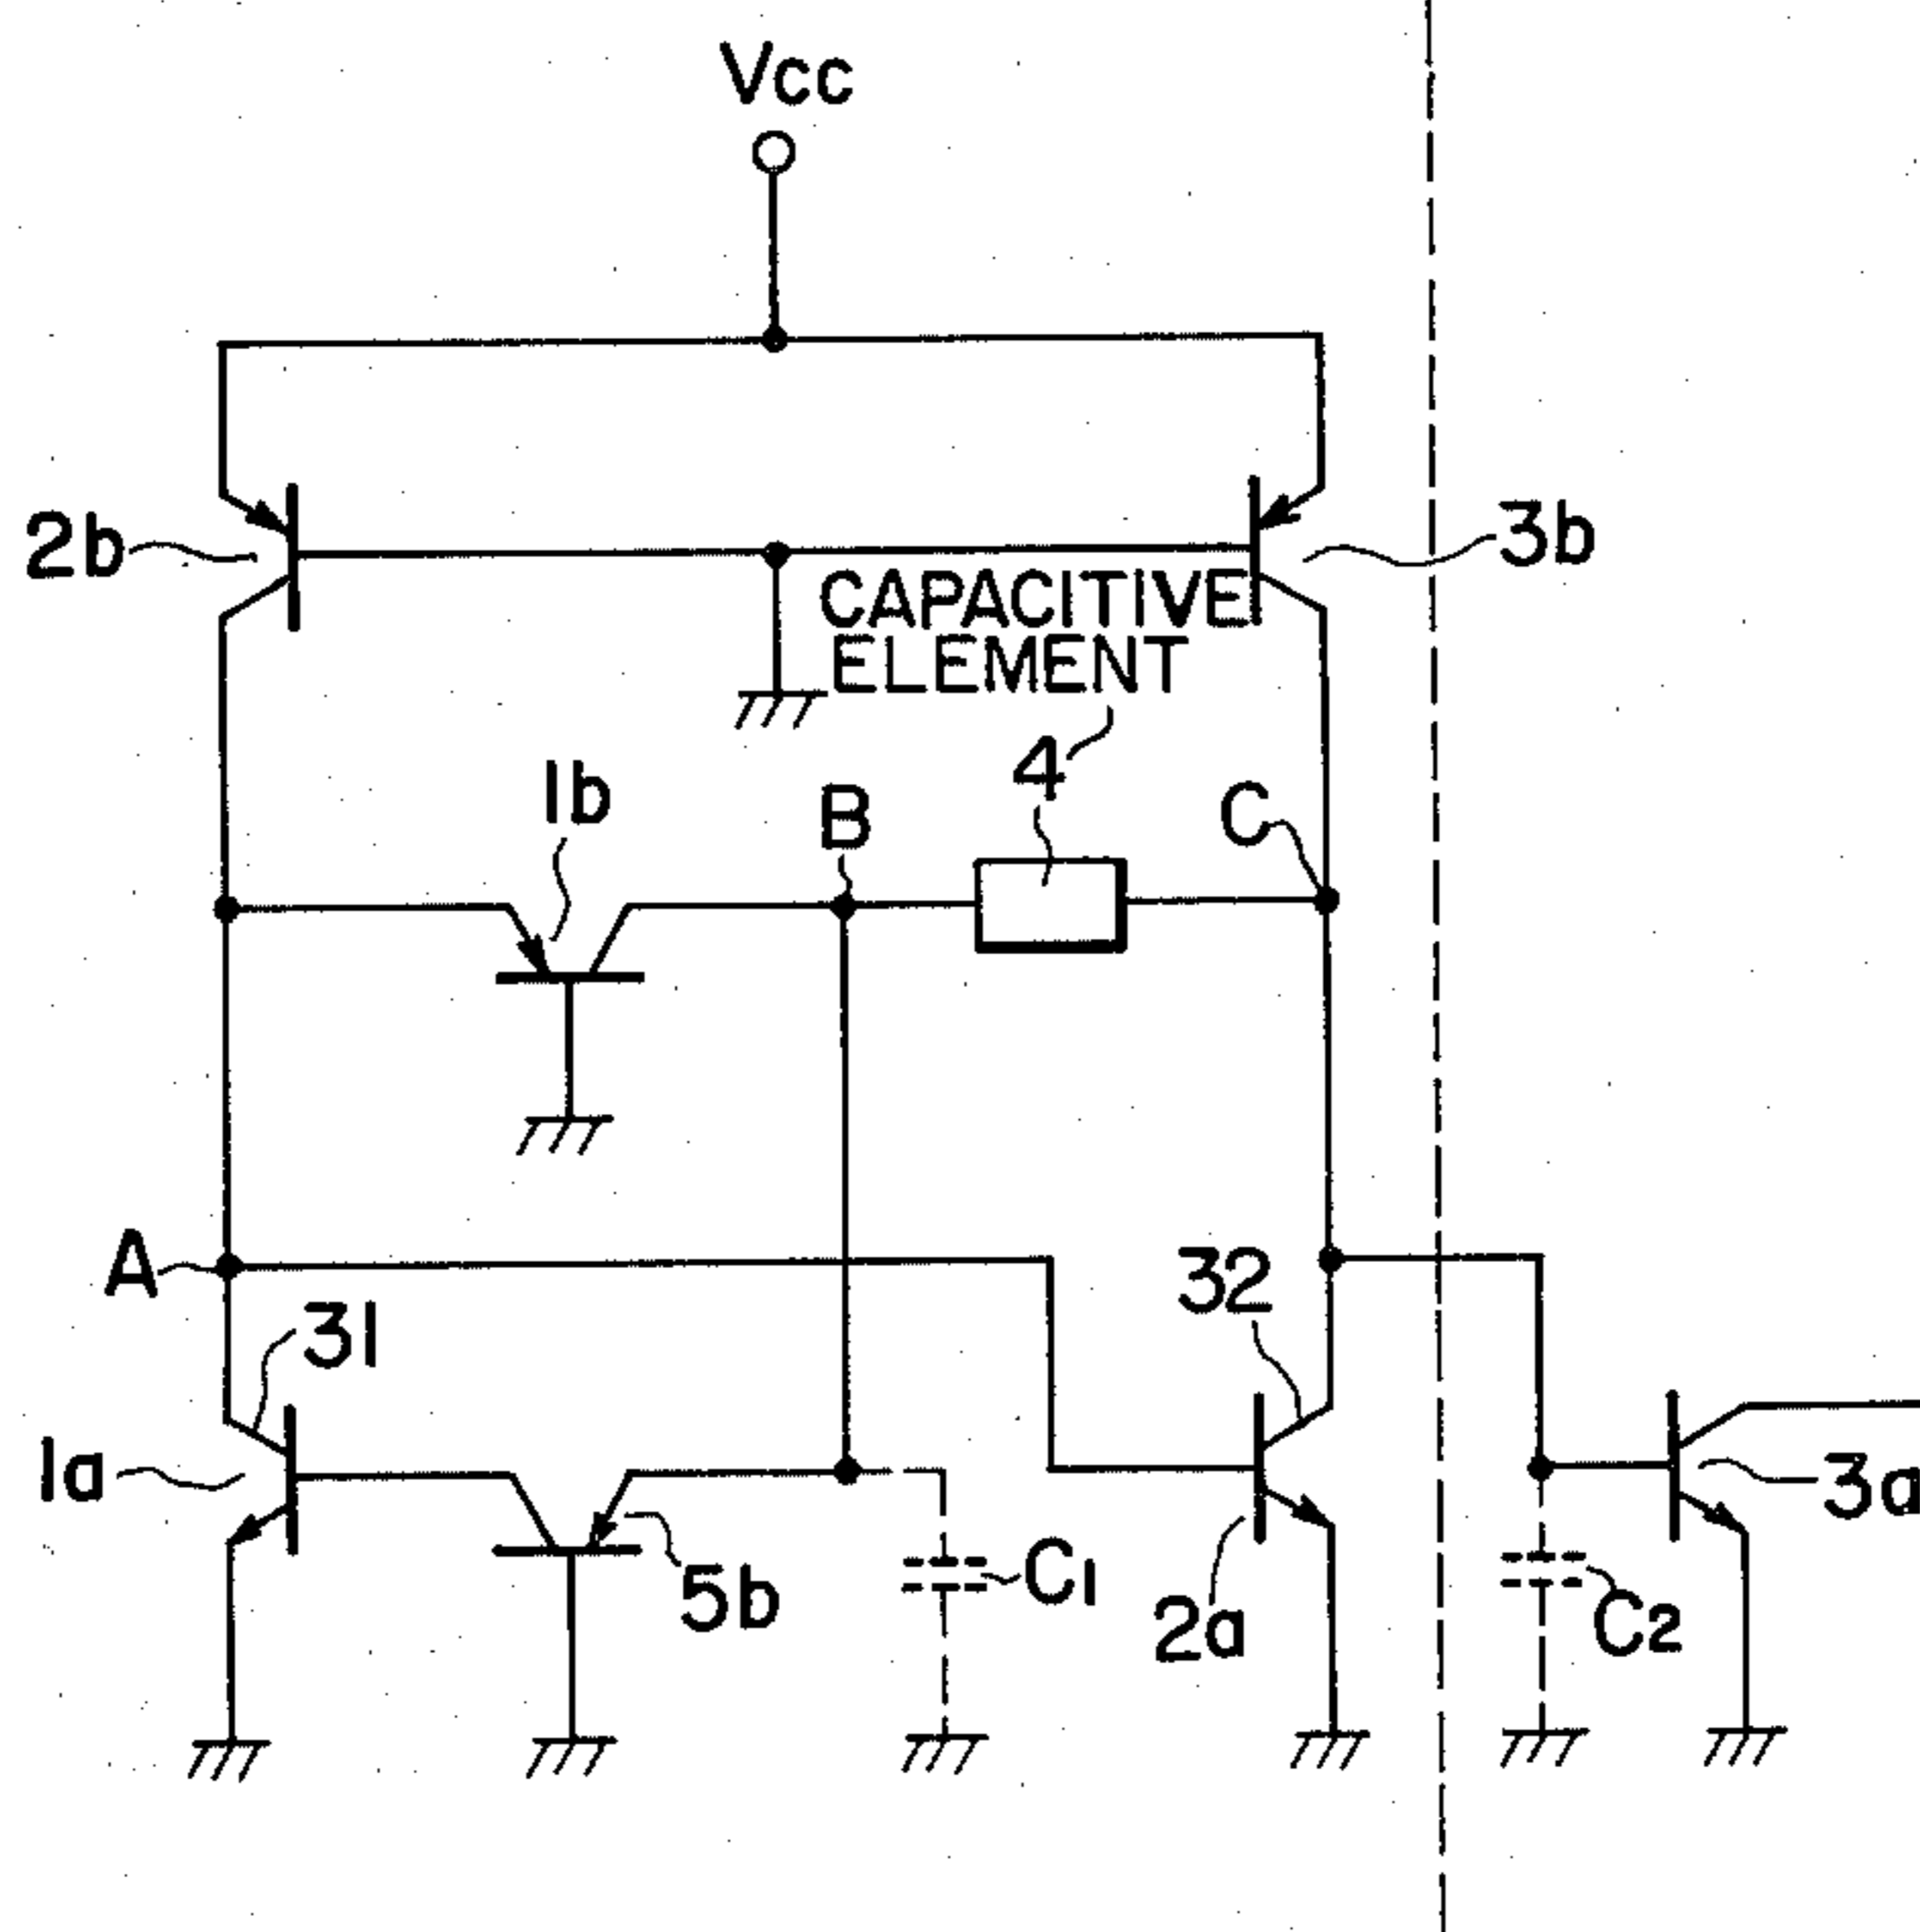 Vcc
2b
3b
CAPACITIVE
ELEMENT
4
1b
B
C
A
31
32
1a
3a
5b
C1
2a
C2